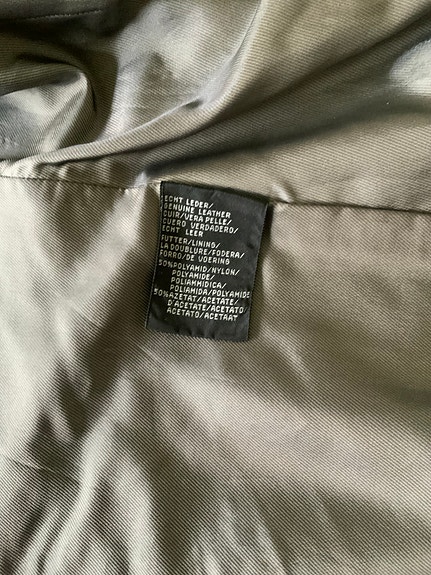 ECHT LEDER/
GENUINE LEATHER
CUIR/VERA PELLE/
CUERO VERDADERO/
ECHT LEER
FUTTER/LINING/
LA DOUBLURE/FODERA/
FORRO/DE VOERING
50%POLYAMID/NYLON/
POLYAMIDE/
POLIAMMIDICA/
POLIAMIDA/POLYAMIDE
50%AZETAT/ACETATE/
D'ACETATE/ACETATO/
ACETATO/ACETAAT